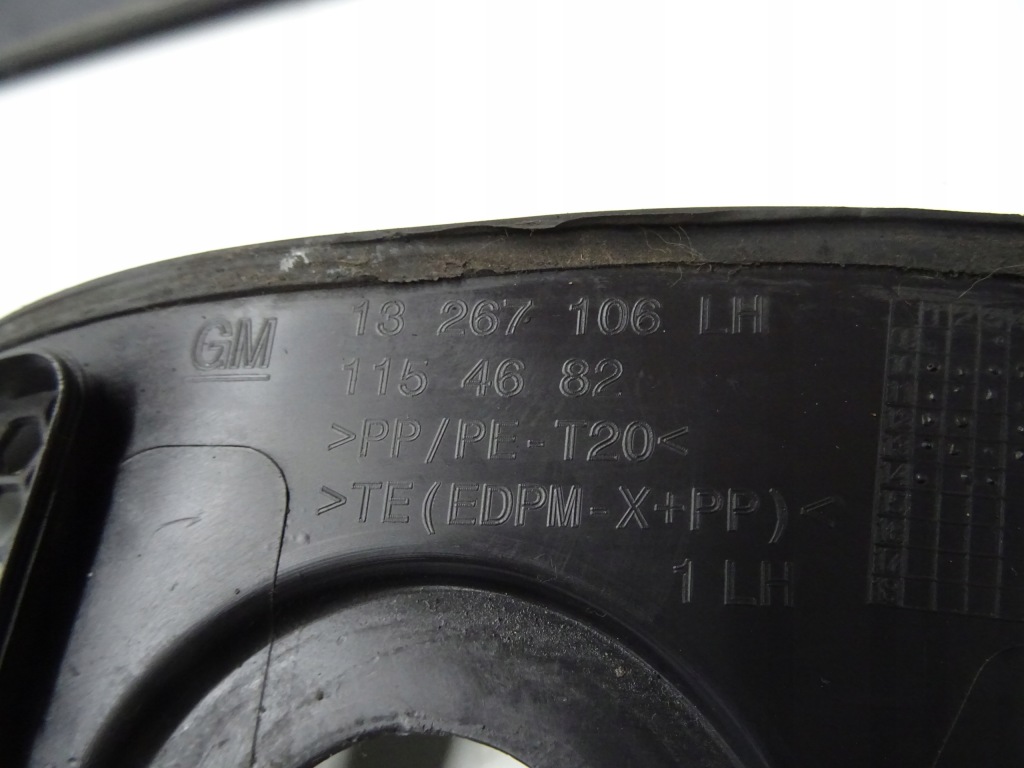 GM 13 267 106 LH
115 46 82
>PP/PE-T20<
>TE(EDPM-X+PP)<
1 LH